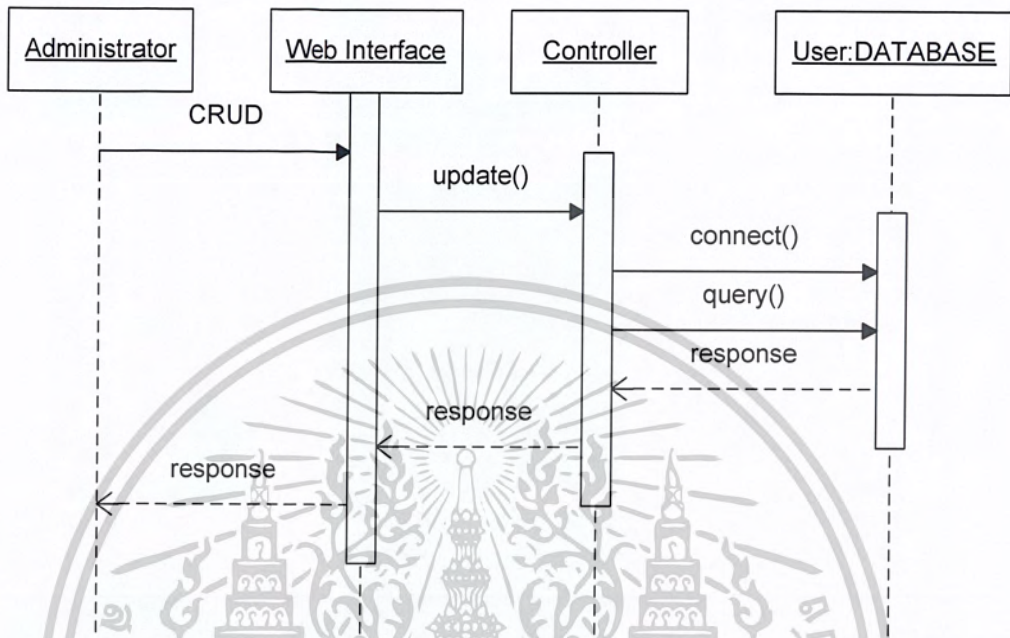 Administrator
Web Interface
Controller
User:DATABASE
CRUD
update()
connect()
query()
response
response
response